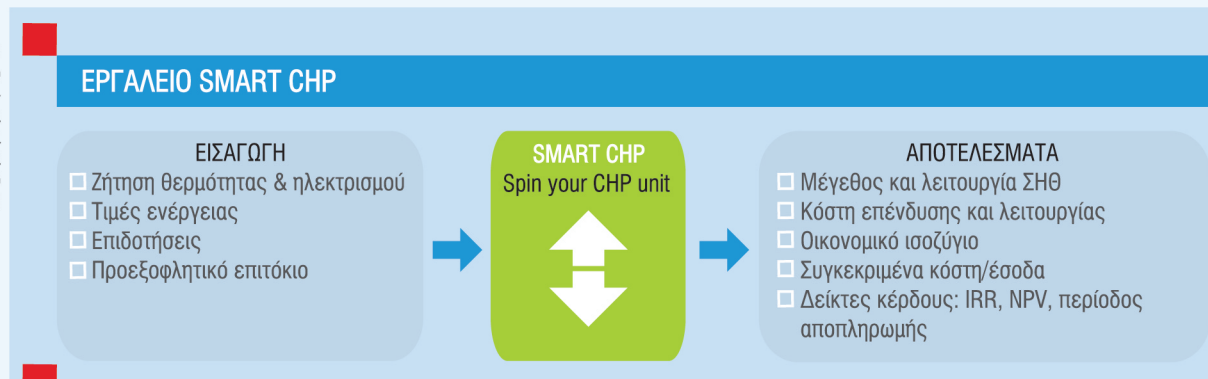 ΕΡΓΑΛΕΙΟ SMART CHP
ΕΙΣΑΓΩΓΗ
Ζήτηση θερμότητας & ηλεκτρισμού
Τιμές ενέργειας
Επιδοτήσεις
Προεξοφλητικό επιτόκιο
SMART CHP
Spin your CHP unit
ΑΠΟΤΕΛΕΣΜΑΤΑ
Μέγεθος και λειτουργία ΣΗΘ
Κόστη επένδυσης και λειτουργίας
Οικονομικό ισοζύγιο
Συγκεκριμένα κόστη/έσοδα
Δείκτες κέρδους: IRR, NPV, περίοδος
αποπληρωμής